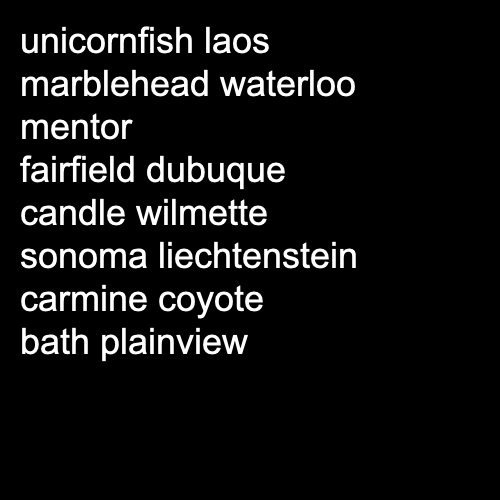 unicornfish laos
marblehead waterloo
mentor
fairfield dubuque
candle wilmette
sonoma liechtenstein
carmine coyote
bath plainview